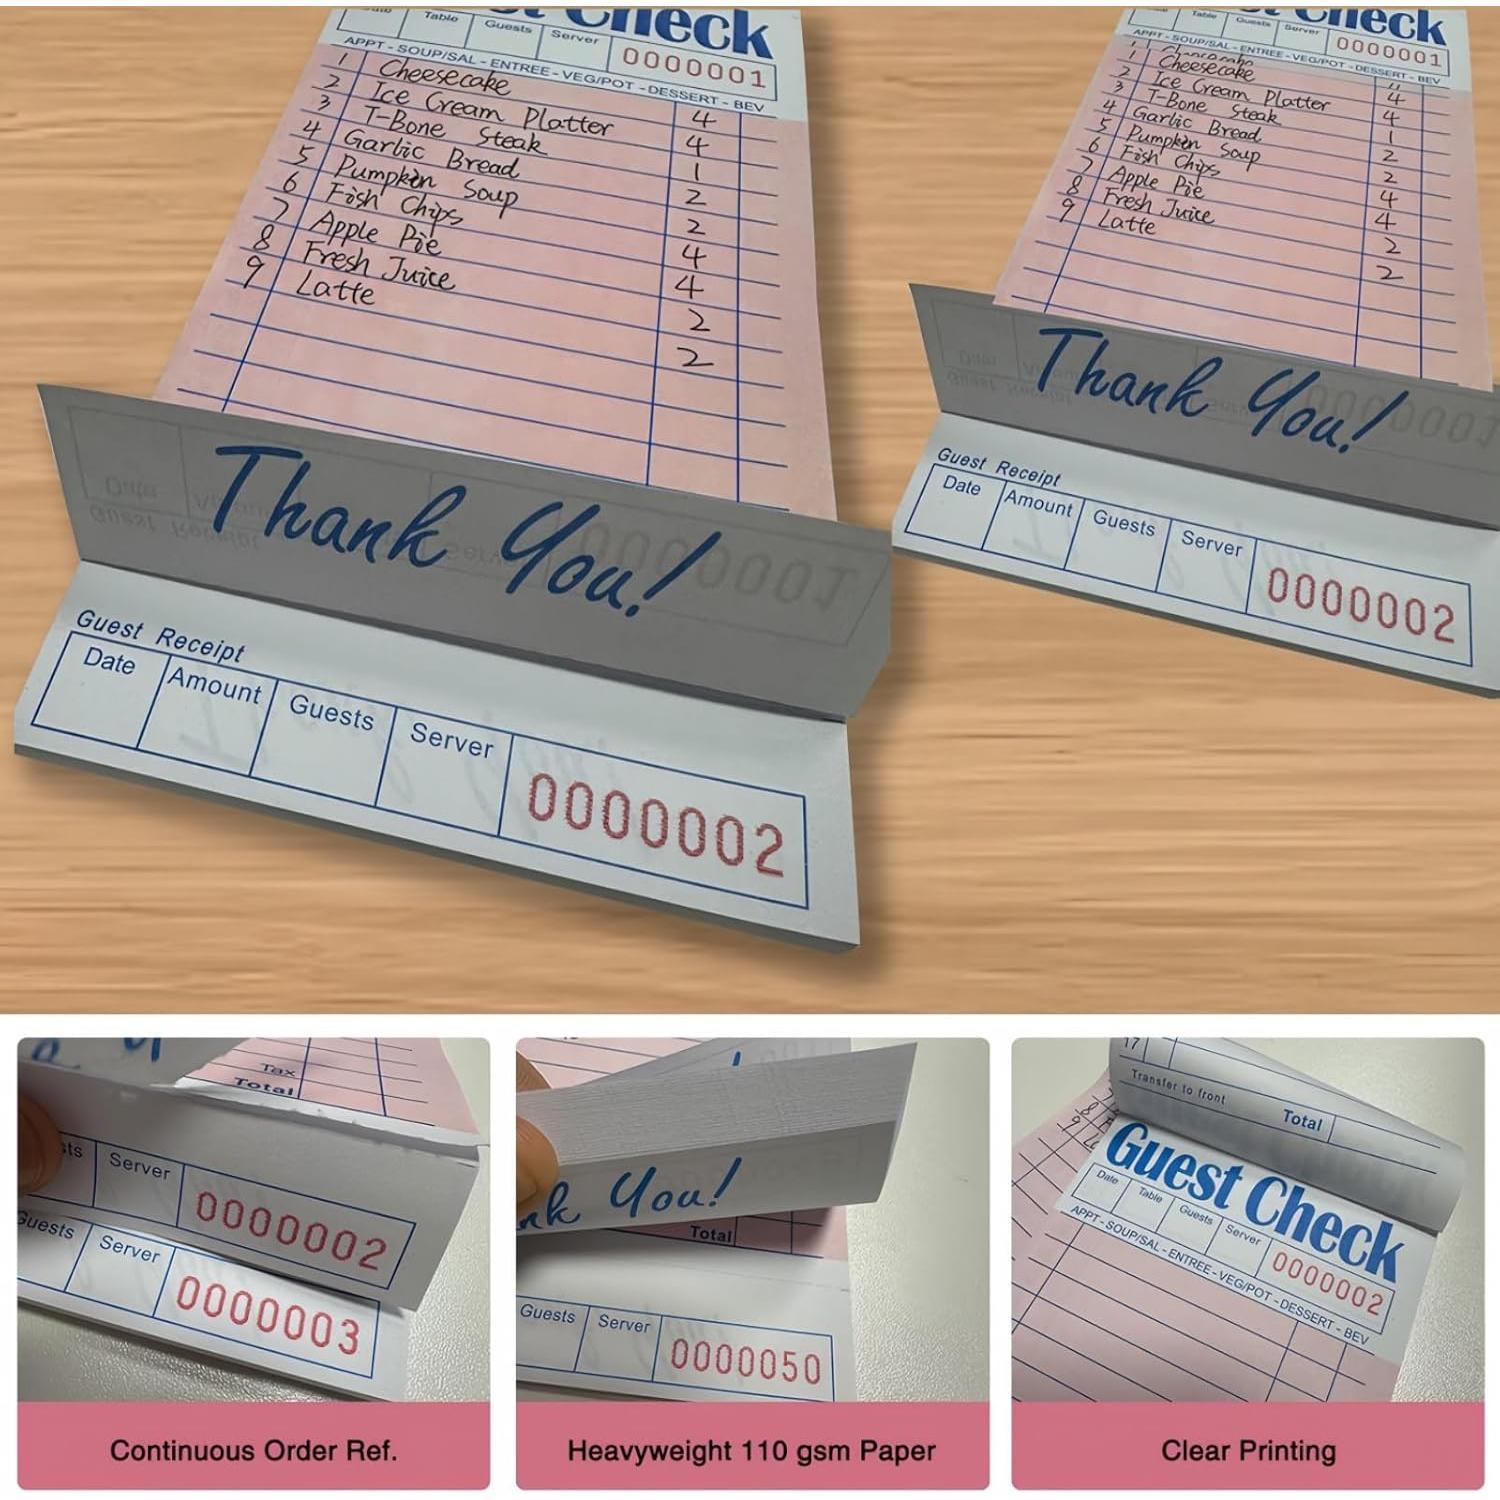 st Check
Date Table Guests Server 0000001
APPT - SOUP/SAL - ENTREE - VEG/POT - DESSERT - BEV
1 Cheesecake 4
2 Ice Cream Platter 4
3 T-Bone Steak 1
4 Garlic Bread 2
5 Pumpkin Soup 2
6 Fish Chips 4
7 Apple Pie 4
8 Fresh Juice 2
9 Latte 2
Thank You!
Guest Receipt
Date Amount Guests Server 0000002
st Check
Date Table Guests Server 0000001
APPT - SOUP/SAL - ENTREE - VEG/POT - DESSERT - BEV
1 Cheesecake 4
2 Ice Cream Platter 4
3 T-Bone Steak 1
4 Garlic Bread 2
5 Pumpkin Soup 2
6 Fish Chips 4
7 Apple Pie 4
8 Fresh Juice 2
9 Latte 2
Thank You!
Guest Receipt
Date Amount Guests Server 0000002
Tax
Total
sts Server 0000002
Guests Server 0000003
Continuous Order Ref.
nk You!
Total
Guests Server 0000050
Heavyweight 110 gsm Paper
17
Transfer to front Total
8
9 L
Guest Check
Date Table Guests Server 0000002
APPT - SOUP/SAL - ENTREE - VEG/POT - DESSERT - BEV
Clear Printing